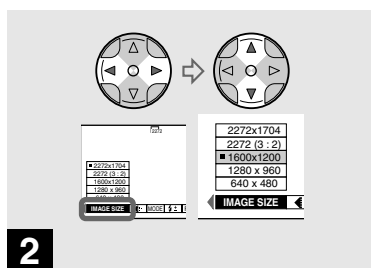 2272
2272x1704
2272 (3 : 2)
1600x1200
1280 x 960
IMAGE SIZE
MODE
2272x1704
2272 (3 : 2)
1600x1200
1280 x 960
640 x 480
IMAGE SIZE
2